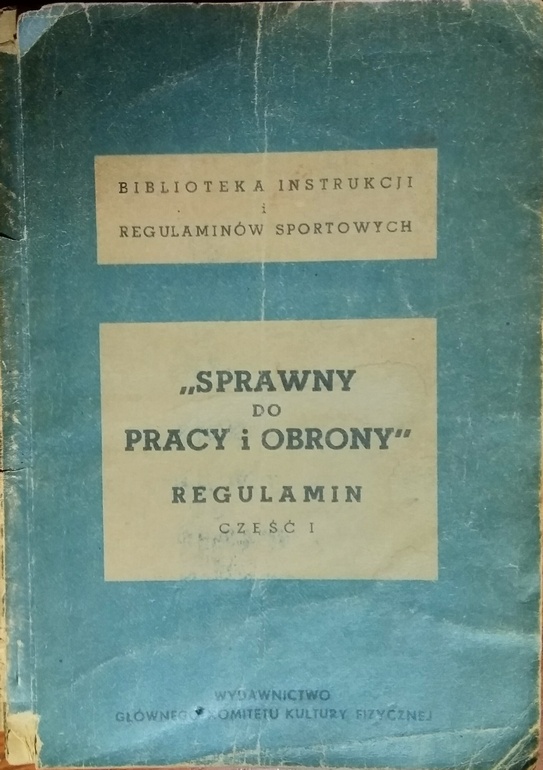 BIBLIOTEKA INSTRUKCJI
i
REGULAMINÓW SPORTOWYCH
„SPRAWNY
DO
PRACY i OBRONY”
REGULAMIN
CZĘŚĆ I
WYDAWNICTWO
GŁÓWNEGO KOMITETU KULTURY FIZYCZNEJ